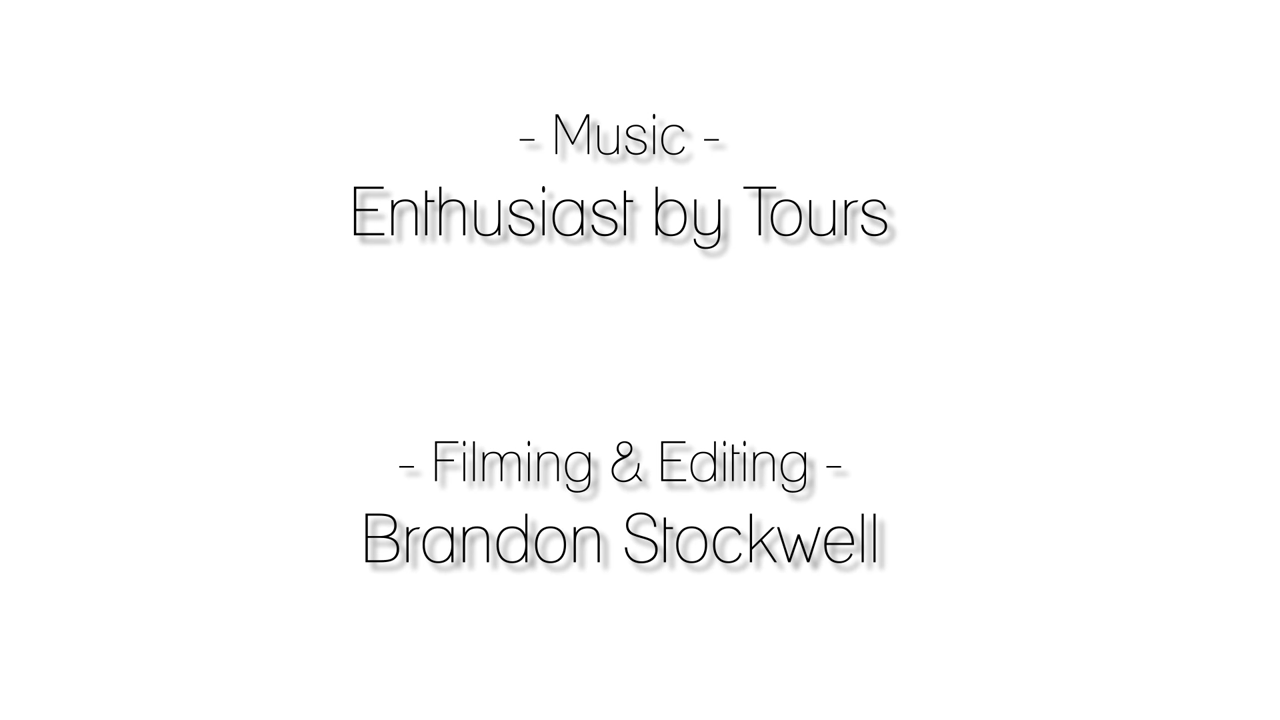 - Music -
Enthusiast by Tours
- Filming & Editing -
Brandon Stockwell